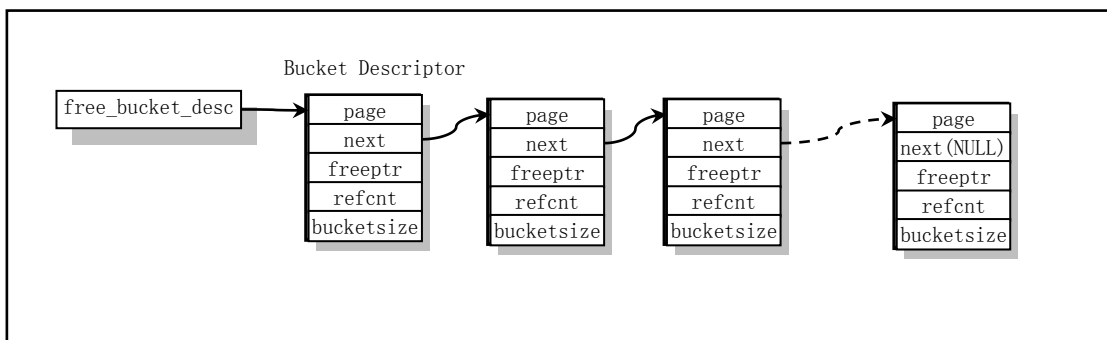 Bucket Descriptor
free_bucket_desc
page
next
freeptr
refcnt
bucketsize
page
next
freeptr
refcnt
bucketsize
page
next
freeptr
refcnt
bucketsize
page
next(NULL)
freeptr
refcnt
bucketsize